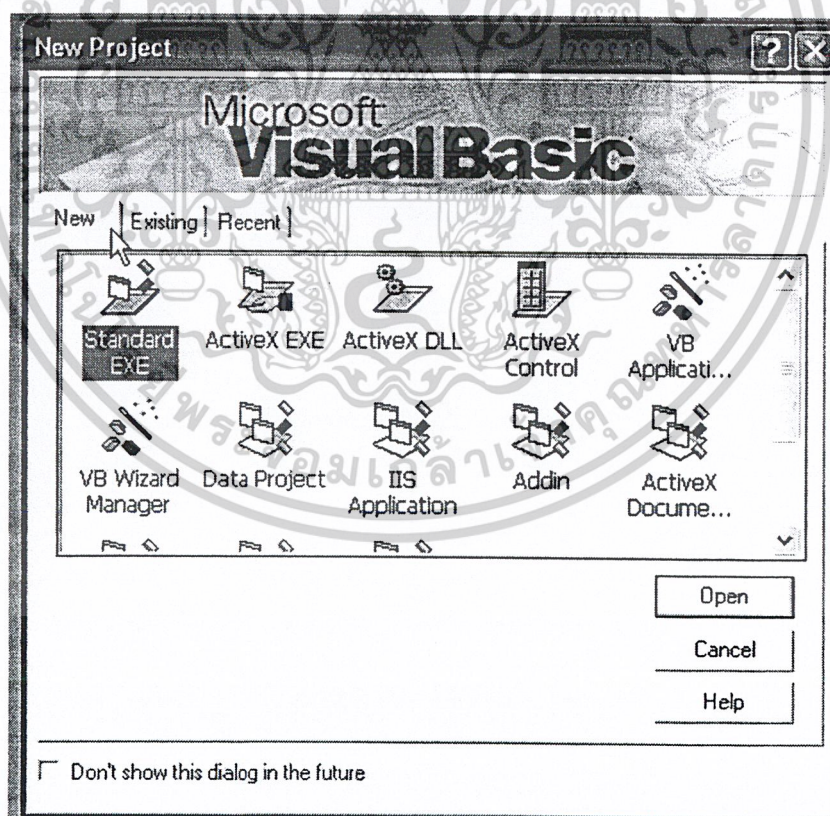 New Project
Microsoft
Visual Basic
New Existing Recent
Standard EXE
ActiveX EXE
ActiveX DLL
ActiveX Control
VB Applicati...
VB Wizard Manager
Data Project
IIS Application
Addin
ActiveX Docume...
Open
Cancel
Help
Don't show this dialog in the future